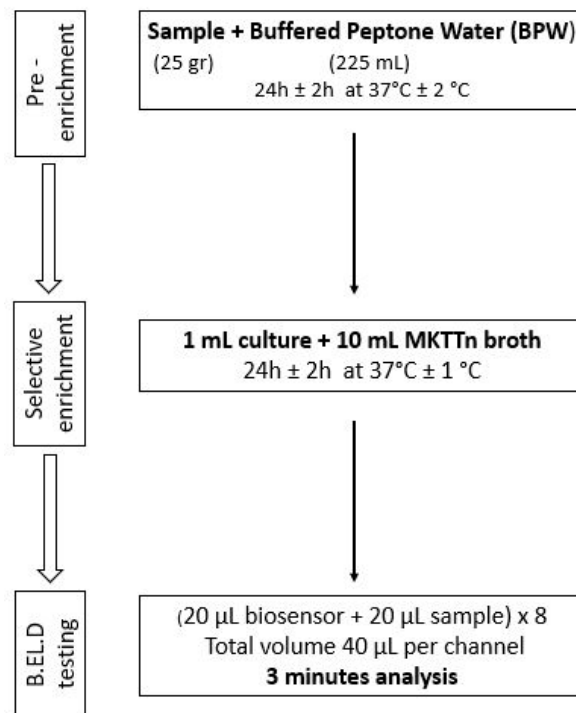 Pre -
enrichment
Sample + Buffered Peptone Water (BPW)
(25 gr) (225 mL)
24h ± 2h at 37°C ± 2 °C
Selective
enrichment
1 mL culture + 10 mL MKTTn broth
24h ± 2h at 37°C ± 1 °C
B.EL.D
testing
(20 µL biosensor + 20 µL sample) x 8
Total volume 40 µL per channel
3 minutes analysis